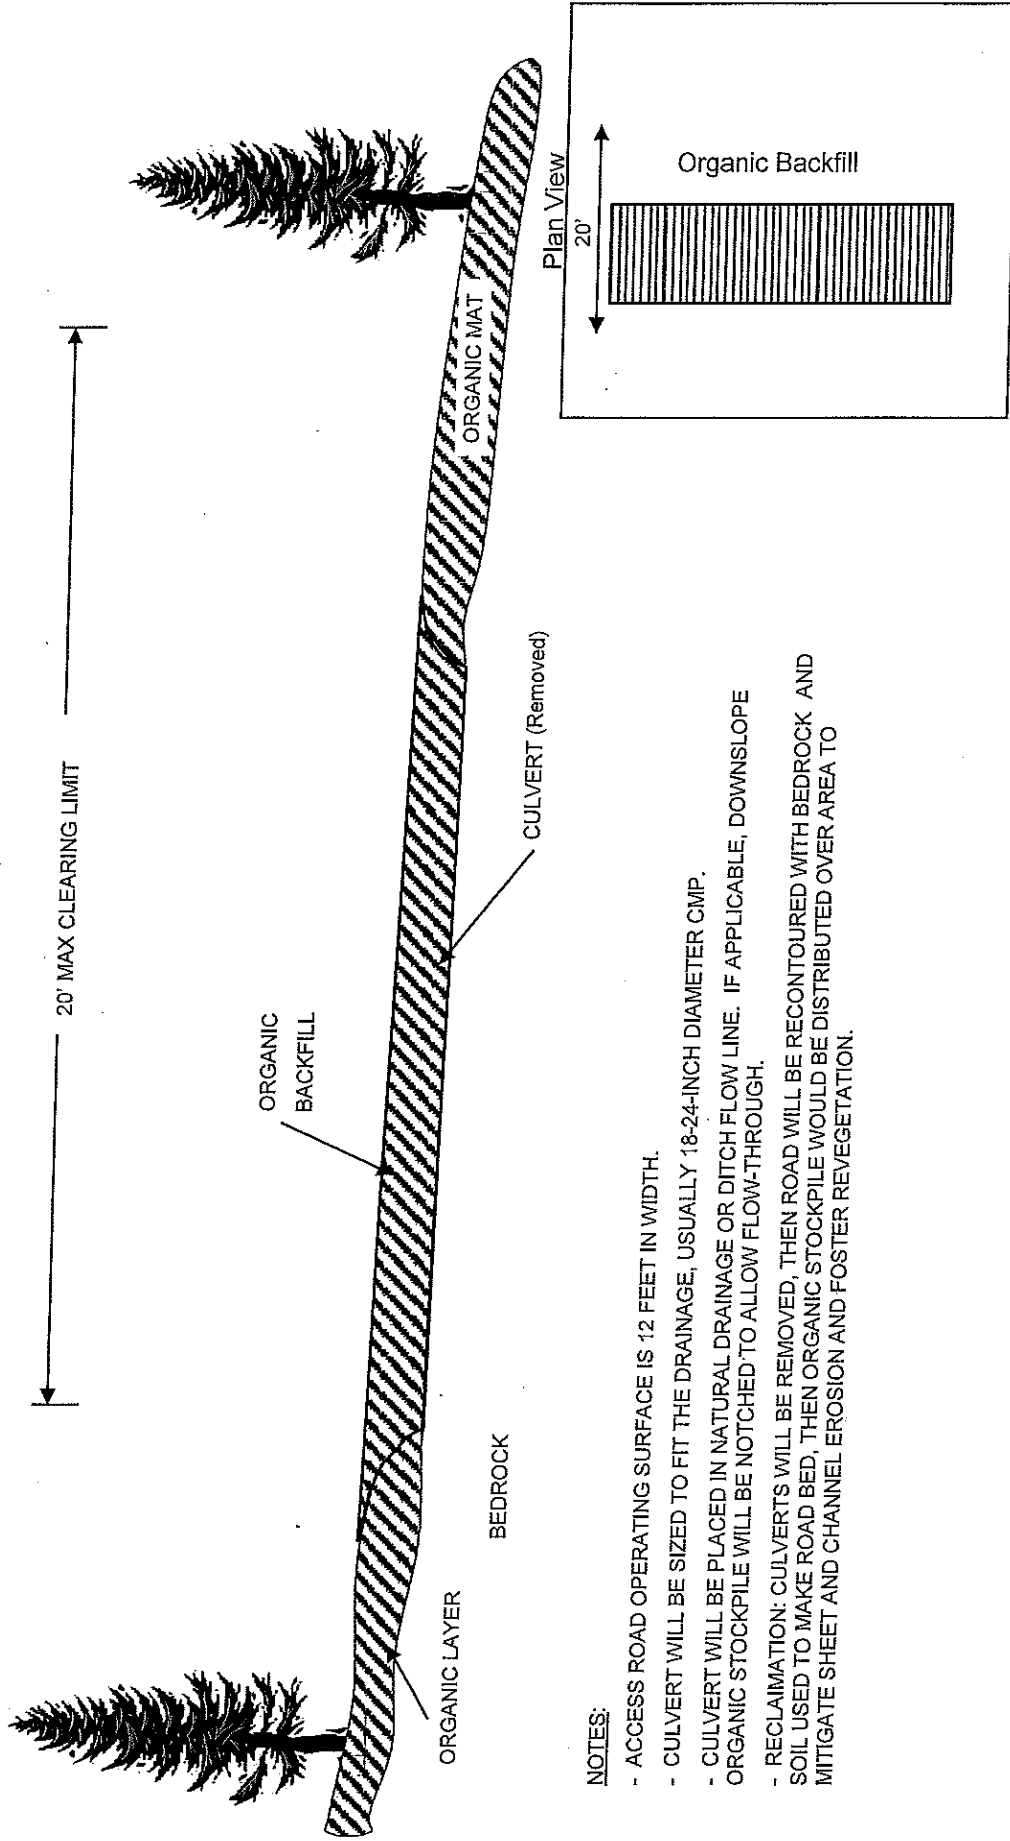 20' MAX CLEARING LIMIT
ORGANIC
BACKFILL
ORGANIC MAT
CULVERT (Removed)
ORGANIC LAYER
BEDROCK
Plan View
20'
Organic Backfill
NOTES:
- ACCESS ROAD OPERATING SURFACE IS 12 FEET IN WIDTH.
- CULVERT WILL BE SIZED TO FIT THE DRAINAGE, USUALLY 18-24-INCH DIAMETER CMP.
- CULVERT WILL BE PLACED IN NATURAL DRAINAGE OR DITCH FLOW LINE. IF APPLICABLE, DOWNSLOPE
ORGANIC STOCKPILE WILL BE NOTCHED TO ALLOW FLOW-THROUGH.
- RECLAIMATION: CULVERTS WILL BE REMOVED, THEN ROAD WILL BE RECONTOURED WITH BEDROCK AND
SOIL USED TO MAKE ROAD BED, THEN ORGANIC STOCKPILE WOULD BE DISTRIBUTED OVER AREA TO
MITIGATE SHEET AND CHANNEL EROSION AND FOSTER REVEGETATION.